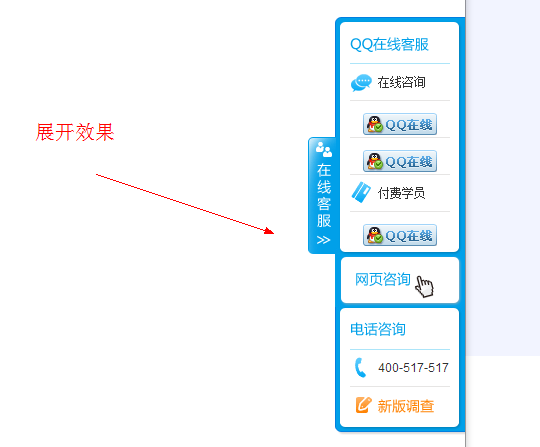 QQ在线客服
在线咨询
QQ在线
展开效果
QQ在线
在线客服
付费学员
QQ在线
网页咨询
电话咨询
400-517-517
新版调查